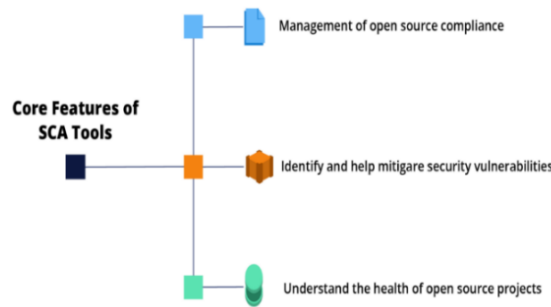 Management of open source compliance
Core Features of
SCA Tools
Identify and help mitigare security vulnerabilities
Understand the health of open source projects